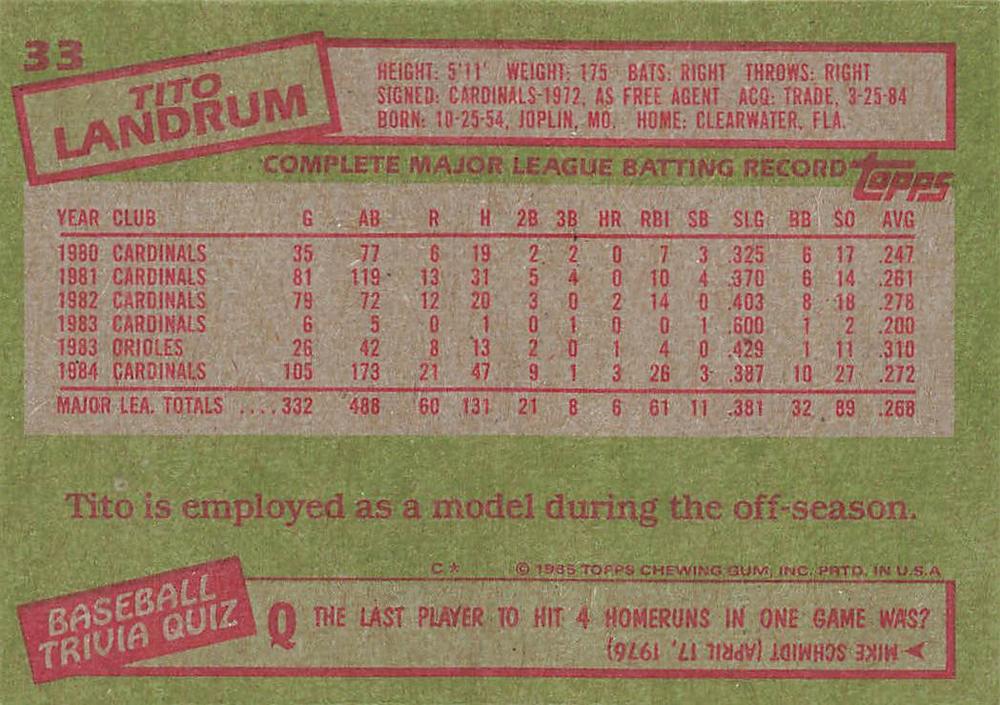 33
TITO
LANDRUM
HEIGHT: 5'11' WEIGHT: 175 BATS: RIGHT THROWS: RIGHT
SIGNED: CARDINALS-1972, AS FREE AGENT ACQ: TRADE, 3-25-84
BORN: 10-25-54, JOPLIN, MO. HOME: CLEARWATER, FLA.
COMPLETE MAJOR LEAGUE BATTING RECORD Topps
YEAR CLUB G AB R H 2B 3B HR RBI SB SLG BB SO AVG
1980 CARDINALS 35 77 6 19 2 2 0 7 3 .325 6 17 .247
1981 CARDINALS 81 119 13 31 5 4 0 10 4 .370 6 14 .261
1982 CARDINALS 79 72 12 20 3 0 2 14 0 .403 8 18 .278
1983 CARDINALS 6 5 0 1 0 1 0 0 1 .600 1 2 .200
1983 ORIOLES 26 42 8 13 2 0 1 4 0 .429 1 11 .310
1984 CARDINALS 105 173 21 47 9 1 3 26 3 .387 10 27 .272
MAJOR LEA. TOTALS ....332 488 60 131 21 8 6 61 11 .381 32 89 .268
Tito is employed as a model during the off-season.
C* © 1985 TOPPS CHEWING GUM, INC. PRTD. IN U.S.A
BASEBALL
TRIVIA QUIZ
Q THE LAST PLAYER TO HIT 4 HOMERUNS IN ONE GAME WAS?
MIKE SCHMIDT (APRIL 17, 1976)